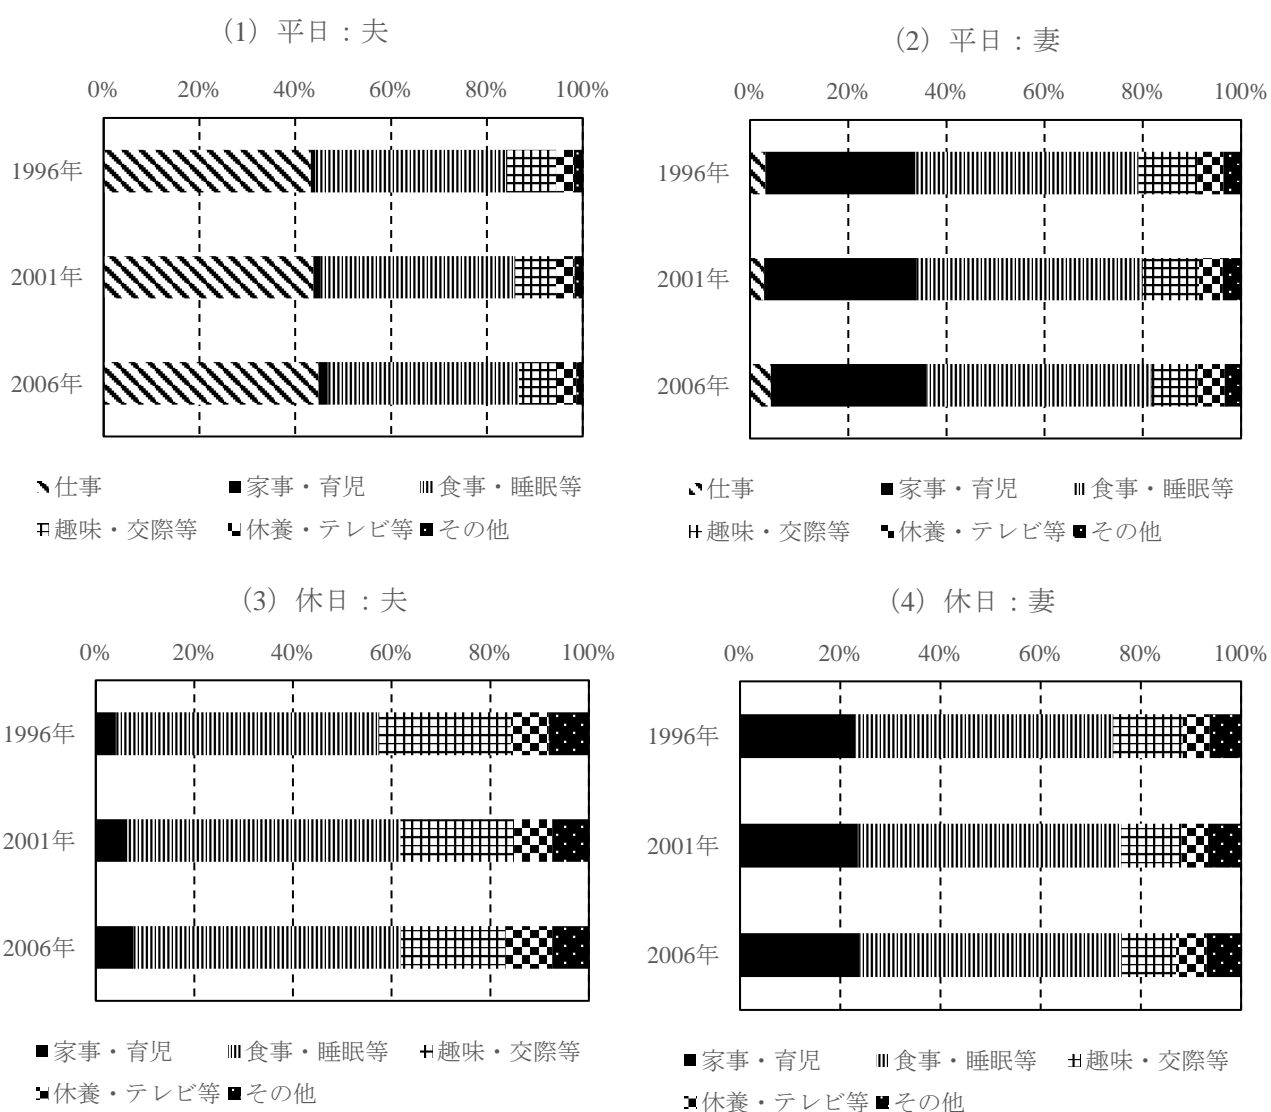 (1) 平日：夫
0% 20% 40% 60% 80% 100%
1996年
2001年
2006年
仕事 家事・育児 食事・睡眠等
趣味・交際等 休養・テレビ等 その他
(2) 平日：妻
0% 20% 40% 60% 80% 100%
1996年
2001年
2006年
仕事 家事・育児 食事・睡眠等
趣味・交際等 休養・テレビ等 その他
(3) 休日：夫
0% 20% 40% 60% 80% 100%
1996年
2001年
2006年
家事・育児 食事・睡眠等 趣味・交際等
休養・テレビ等 その他
(4) 休日：妻
0% 20% 40% 60% 80% 100%
1996年
2001年
2006年
家事・育児 食事・睡眠等 趣味・交際等
休養・テレビ等 その他